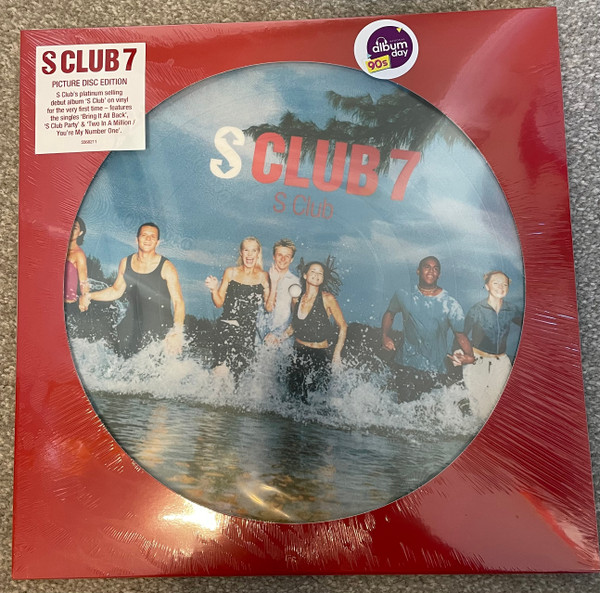 S CLUB 7
PICTURE DISC EDITION
S Club's platinum selling
debut album 'S Club' on vinyl
for the very first time – features
the singles 'Bring It All Back',
'S Club Party' & 'Two In A Million /
You're My Number One'.
album
day
90s
S CLUB 7
S Club